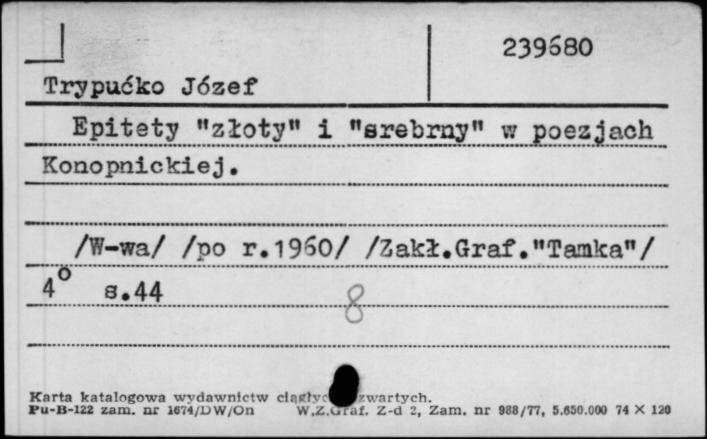 239680
Trypućko Józef
Epitety "złoty" i "srebrny" w poezjach
Konopnickiej.
/W-wa/ /po r.1960/ /Zakł.Graf."Tamka"/
4° s.44
8
Karta katalogowa wydawnictw zwartych.
Pu-B-122 zam. nr 1674/DW/On W.Z.Graf. Z-d 2, Zam. nr 988/77, 5.650.000 74 X 120